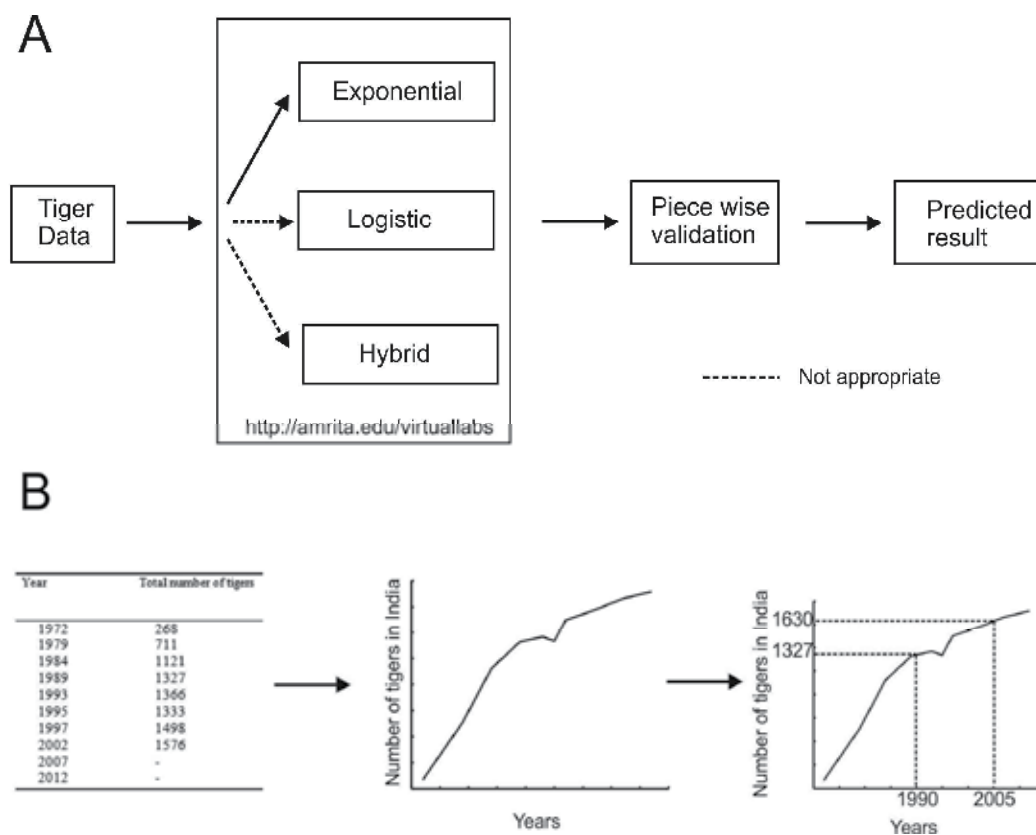 A
Exponential
Tiger
Data
Logistic
Piece wise
validation
Predicted
result
Hybrid
Not appropriate
http://amrita.edu/virtuallabs
B
Year Total number of tigers
1972 268
1979 711
1984 1121
1989 1327
1993 1366
1995 1333
1997 1498
2002 1576
2007 -
2012 -
Number of tigers in India
Years
Number of tigers in India
1630
1327
1990 2005
Years